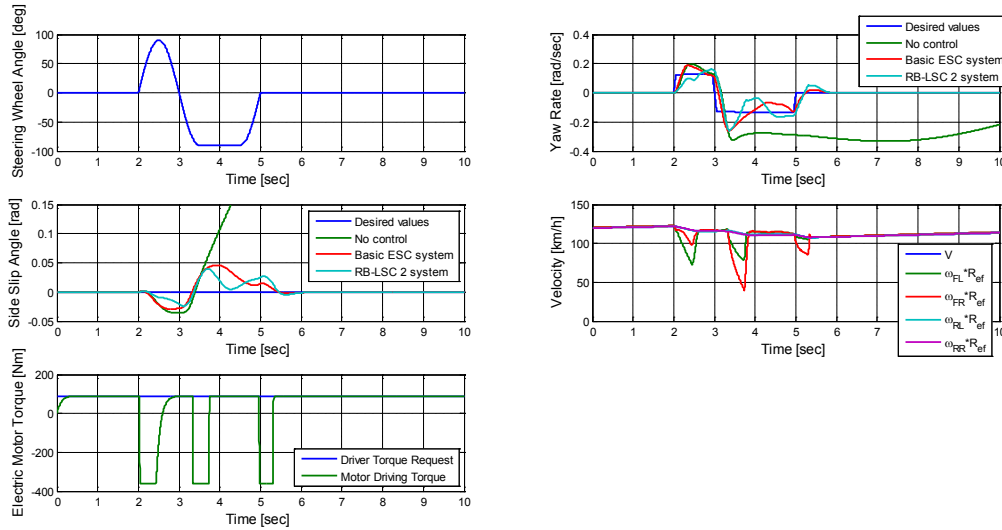 Steering Wheel Angle [deg]
100
50
0
-50
-100
0 1 2 3 4 5 6 7 8 9 10
Time [sec]
Yaw Rate [rad/sec]
0.4
0.2
0
-0.2
-0.4
0 1 2 3 4 5 6 7 8 9 10
Time [sec]
Desired values
No control
Basic ESC system
RB-LSC 2 system
Side Slip Angle [rad]
0.15
0.1
0.05
0
-0.05
0 1 2 3 4 5 6 7 8 9 10
Time [sec]
Desired values
No control
Basic ESC system
RB-LSC 2 system
Velocity [km/h]
150
100
50
0
0 1 2 3 4 5 6 7 8 9 10
Time [sec]
V
ω_FL*R_ef
ω_FR*R_ef
ω_RL*R_ef
ω_RR*R_ef
Electric Motor Torque [Nm]
200
0
-200
-400
0 1 2 3 4 5 6 7 8 9 10
Time [sec]
Driver Torque Request
Motor Driving Torque